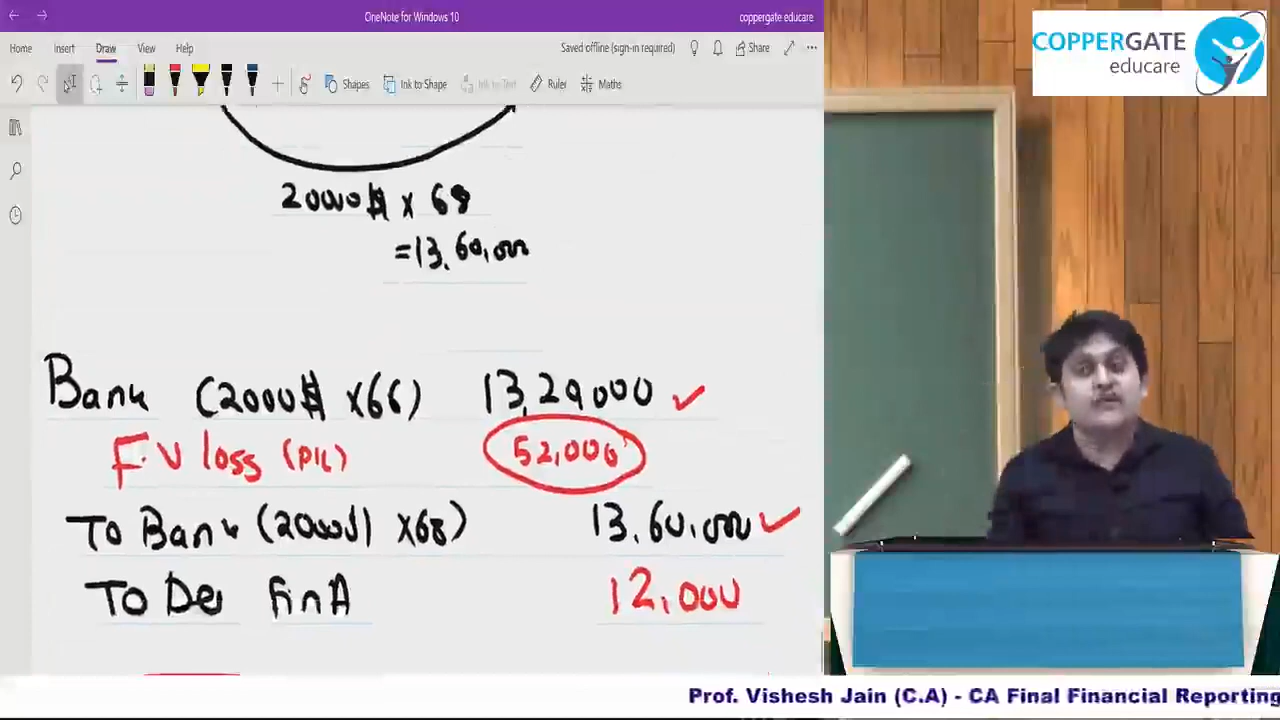 OneNote for Windows 10
coppergate educare
Home Insert Draw View Help
Saved offline (sign-in required)
Share
Shapes Ink to Shape Ink to Text Ruler Maths
COPPERGATE
educare
2000$ x 68
=13,60,000
Bank (2000$ x66) 13,20,000 ✓
F.V loss (P/L) 52,000
To Bank (2000$ x68) 13,60,000 ✓
To Der Fin A 12,000
Prof. Vishesh Jain (C.A) - CA Final Financial Reporting